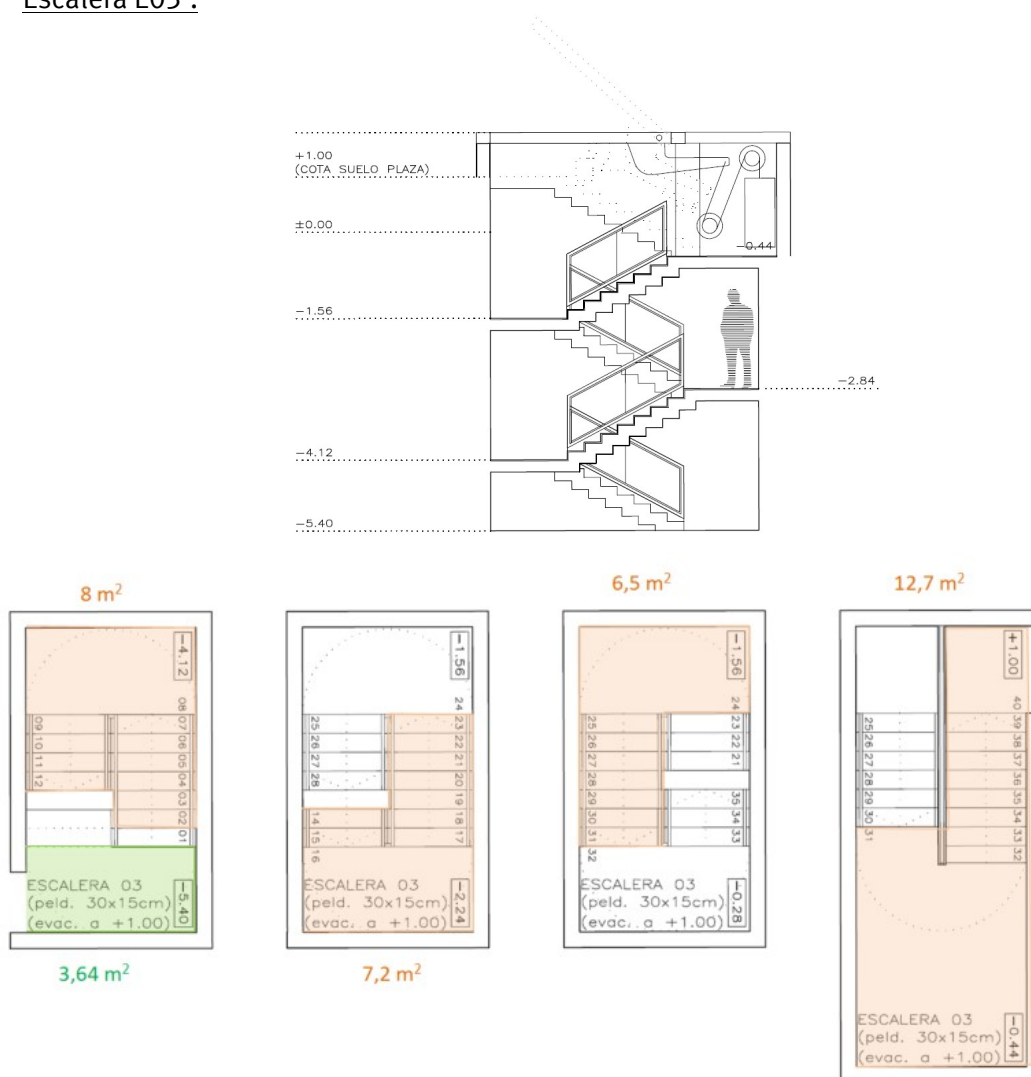 Escalera E03 :
+1.00
(COTA SUELO PLAZA)
±0.00
-0.44
-1.56
-2.84
-4.12
-5.40
8 m²
6,5 m²
12,7 m²
-4.12
08
09 07
10 06
11 05
12 04
03
02
01
ESCALERA 03
(peld. 30x15cm)
(evac. a +1.00)
-5.40
3,64 m²
-1.56
24
25 23
26 22
27 21
28 20
19
14 18
15 17
16
ESCALERA 03
(peld. 30x15cm)
(evac. a +1.00)
-2.24
7,2 m²
-1.56
24
25 23
26 22
27 21
28
29 35
30 34
31 33
32
ESCALERA 03
(peld. 30x15cm)
(evac. a +1.00)
-0.28
+1.00
40
25 39
26 38
27 37
28 36
29 35
30 34
31 33
32
ESCALERA 03
(peld. 30x15cm)
(evac. a +1.00)
-0.44